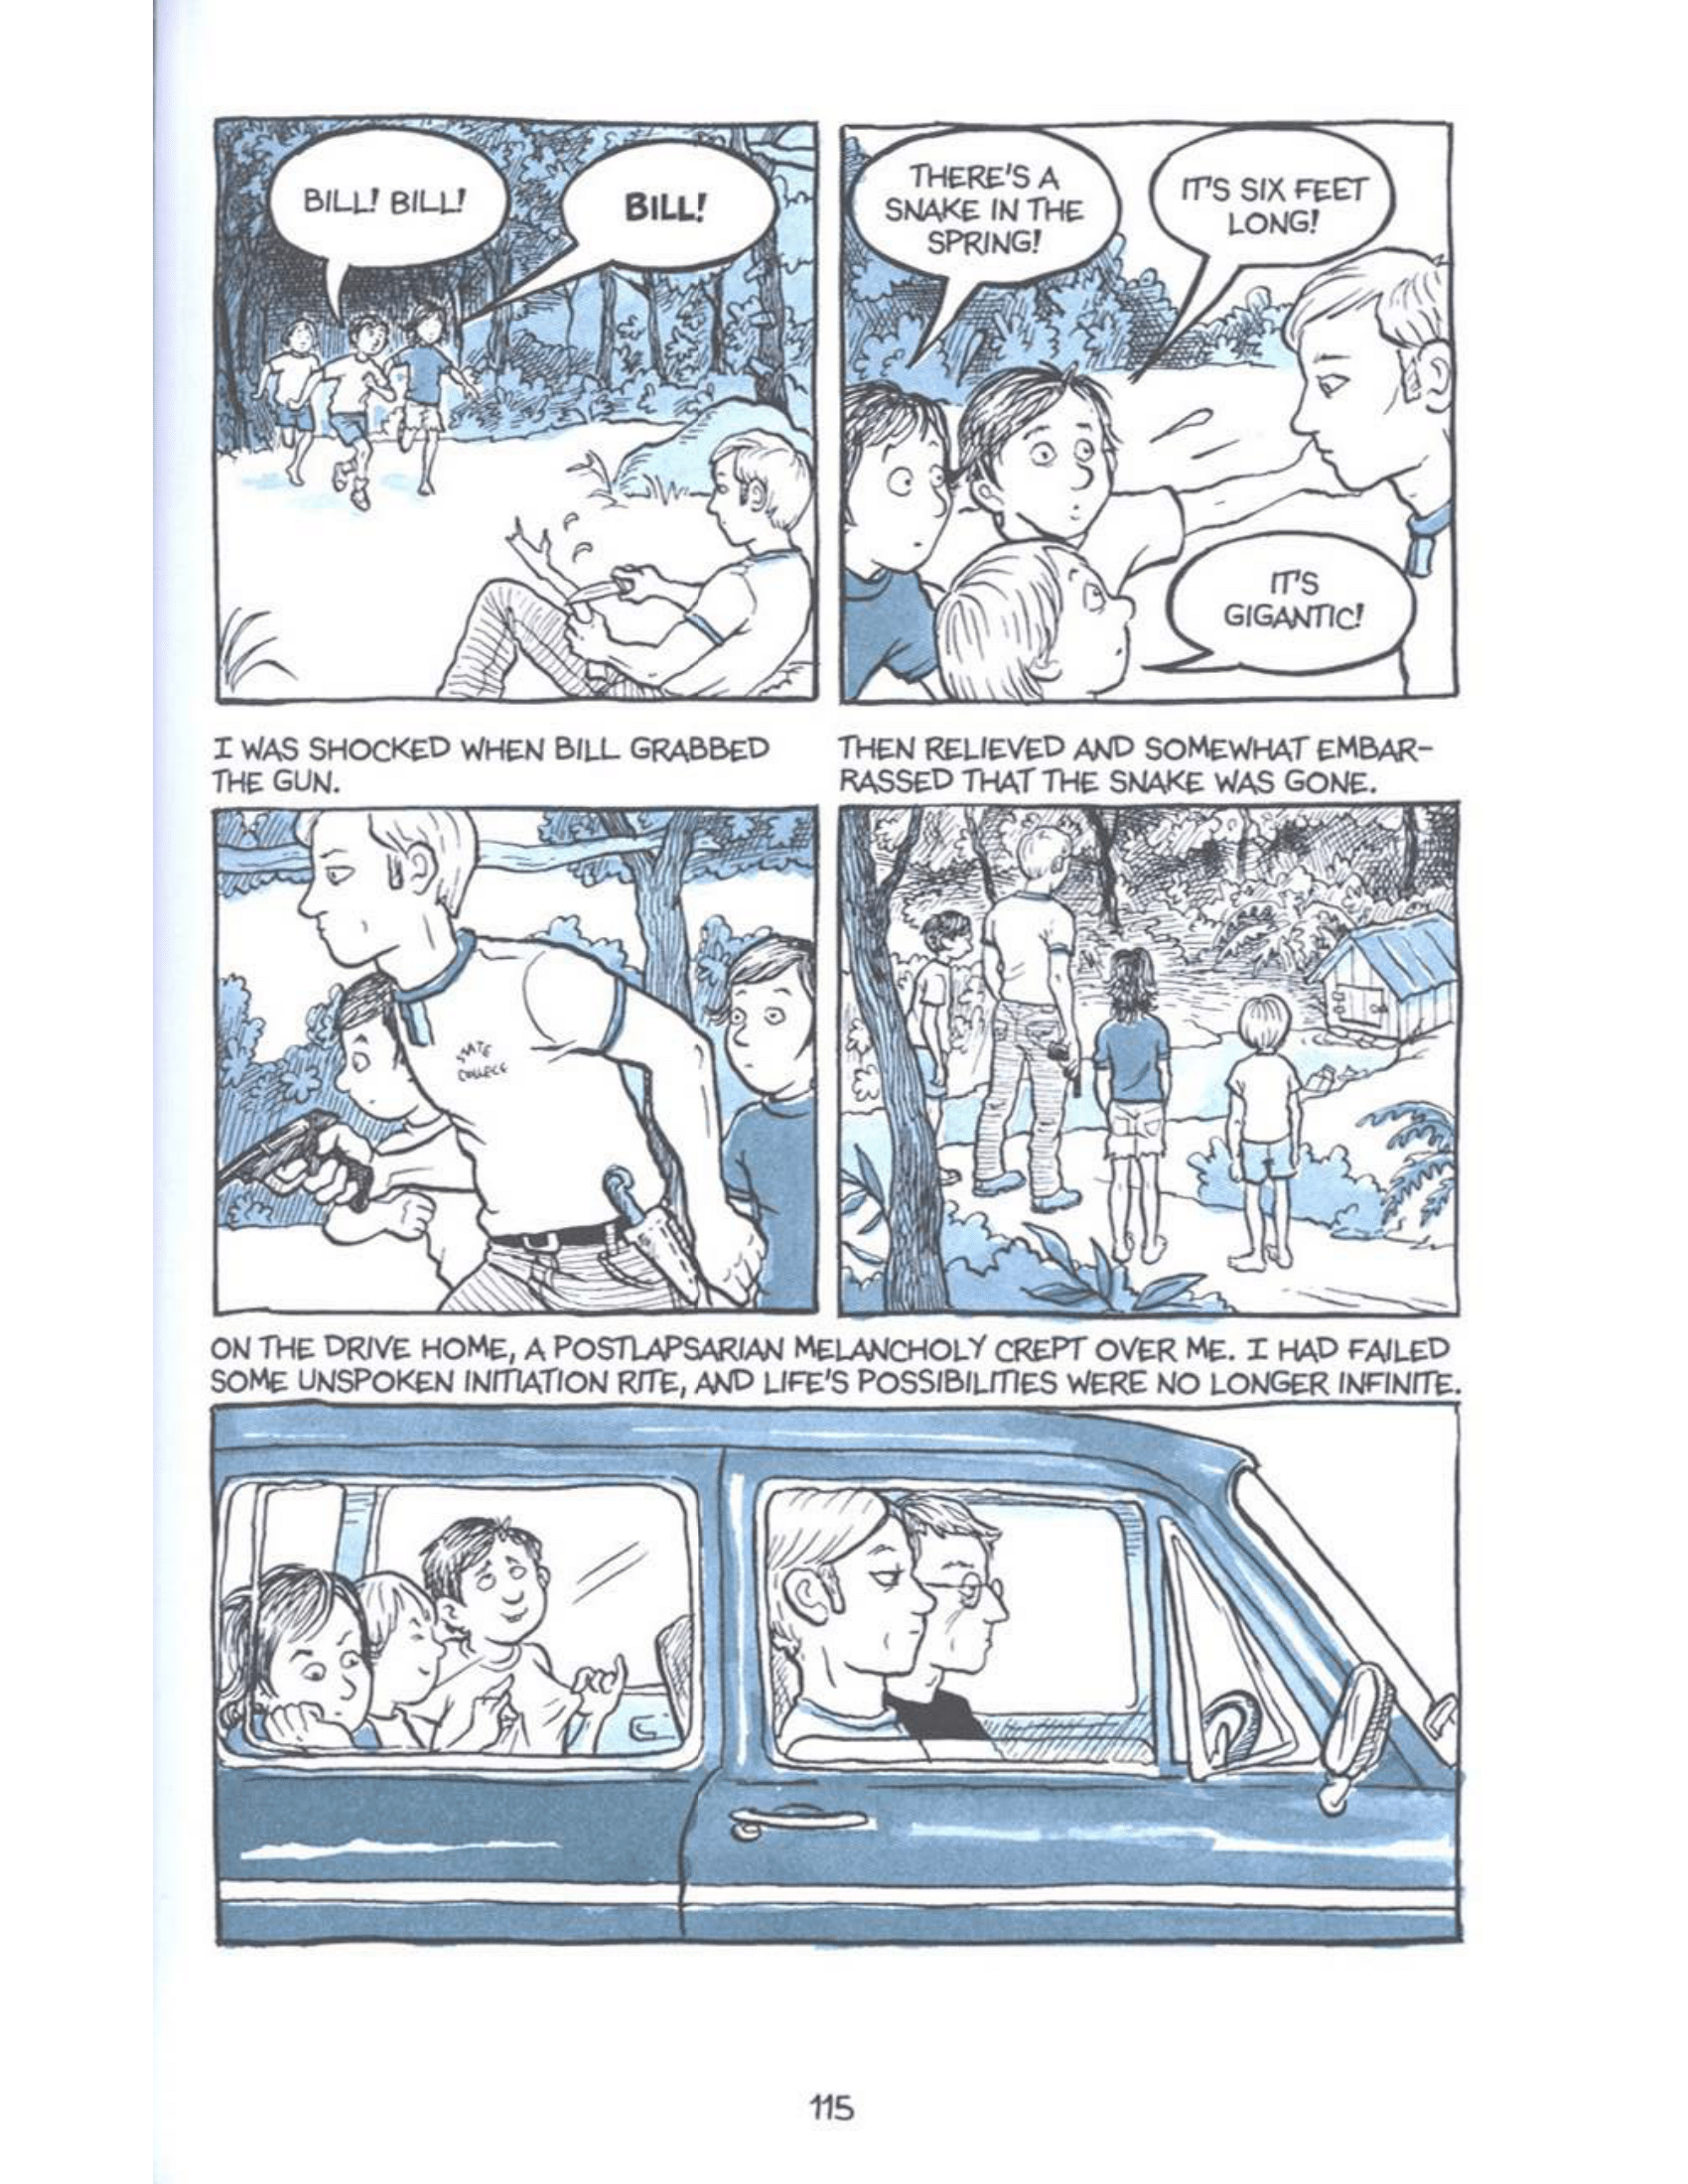 BILL! BILL!
BILL!
THERE'S A
SNAKE IN THE
SPRING!
IT'S SIX FEET
LONG!
IT'S
GIGANTIC!
I WAS SHOCKED WHEN BILL GRABBED
THE GUN.
THEN RELIEVED AND SOMEWHAT EMBAR-
RASSED THAT THE SNAKE WAS GONE.
STATE
COLLEGE
ON THE DRIVE HOME, A POSTLAPSARIAN MELANCHOLY CREPT OVER ME. I HAD FAILED
SOME UNSPOKEN INITIATION RITE, AND LIFE'S POSSIBILITIES WERE NO LONGER INFINITE.
115